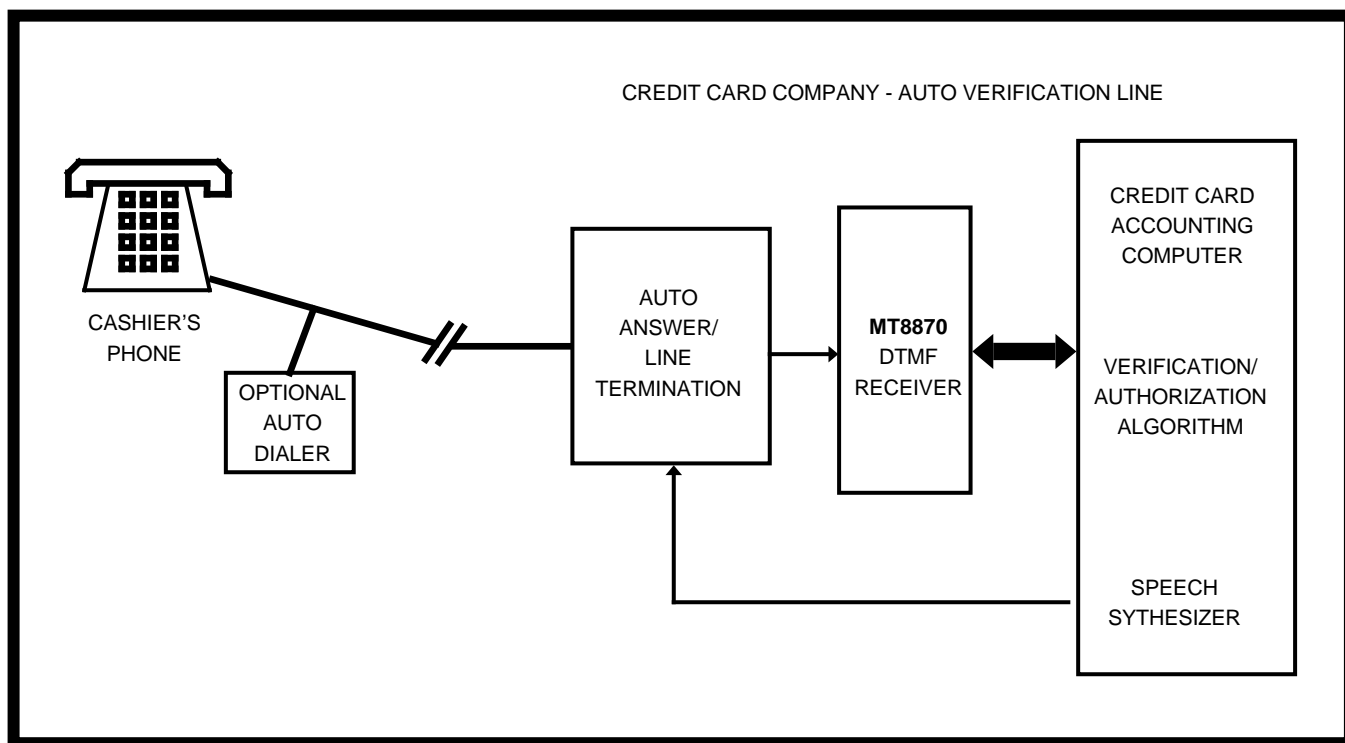 CREDIT CARD COMPANY - AUTO VERIFICATION LINE
CASHIER'S
PHONE
OPTIONAL
AUTO
DIALER
AUTO
ANSWER/
LINE
TERMINATION
MT8870
DTMF
RECEIVER
CREDIT CARD
ACCOUNTING
COMPUTER
VERIFICATION/
AUTHORIZATION
ALGORITHM
SPEECH
SYTHESIZER